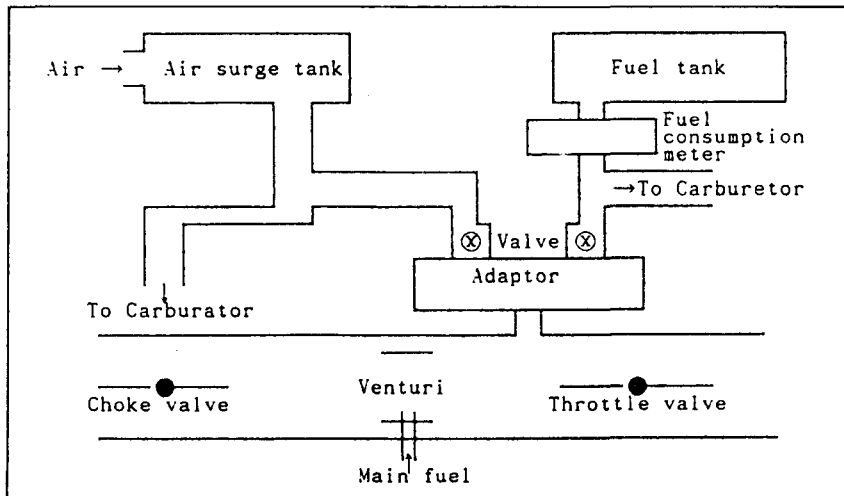 Air → Air surge tank
Fuel tank
Fuel
consumption
meter
→To Carburetor
ⓧ Valve ⓧ
Adaptor
↓
To Carburator
Venturi
Choke valve
Throttle valve
↑
Main fuel